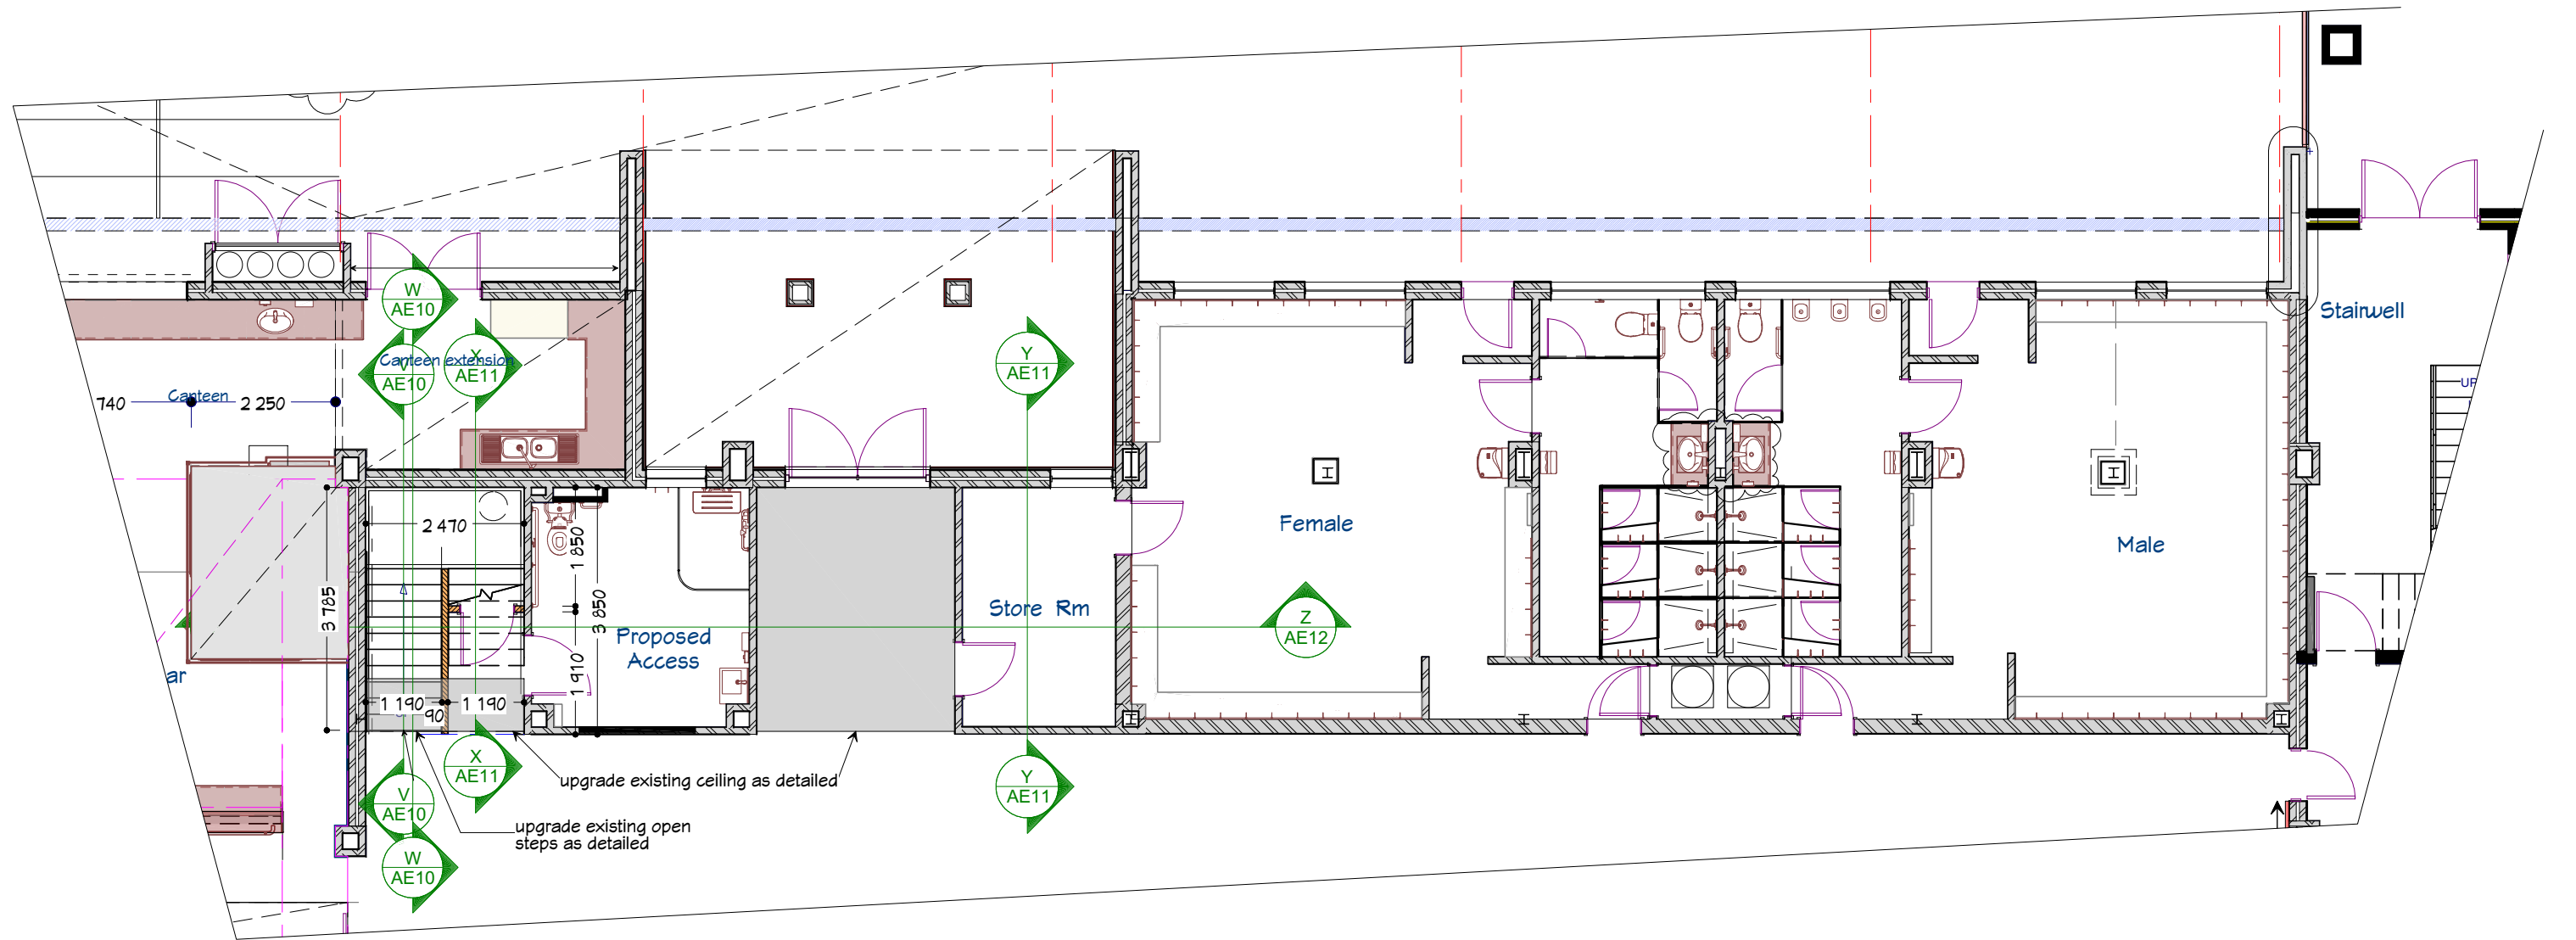 W
AE10
Stairwell
Canteen extension
V
AE10
X
AE11
Y
AE11
UP
Canteen
740
2 250
2 470
Female
Male
1 850
3 785
3 850
Store Rm
Z
AE12
Proposed
Access
1 910
ar
1 190
1 190
90
X
AE11
upgrade existing ceiling as detailed
Y
AE11
V
AE10
upgrade existing open
steps as detailed
W
AE10